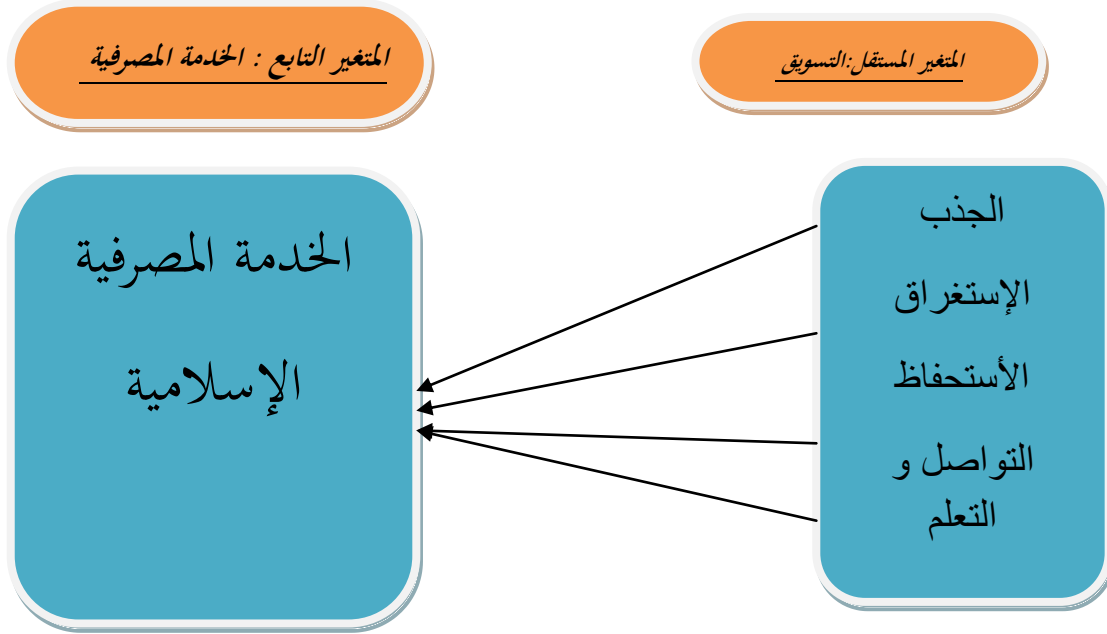 المتغير المستقل:التسويق
المتغير التابع : الخدمة المصرفية
الجذب
الإستغراق
الأستحفاظ
التواصل و
التعلم
الخدمة المصرفية
الإسلامية